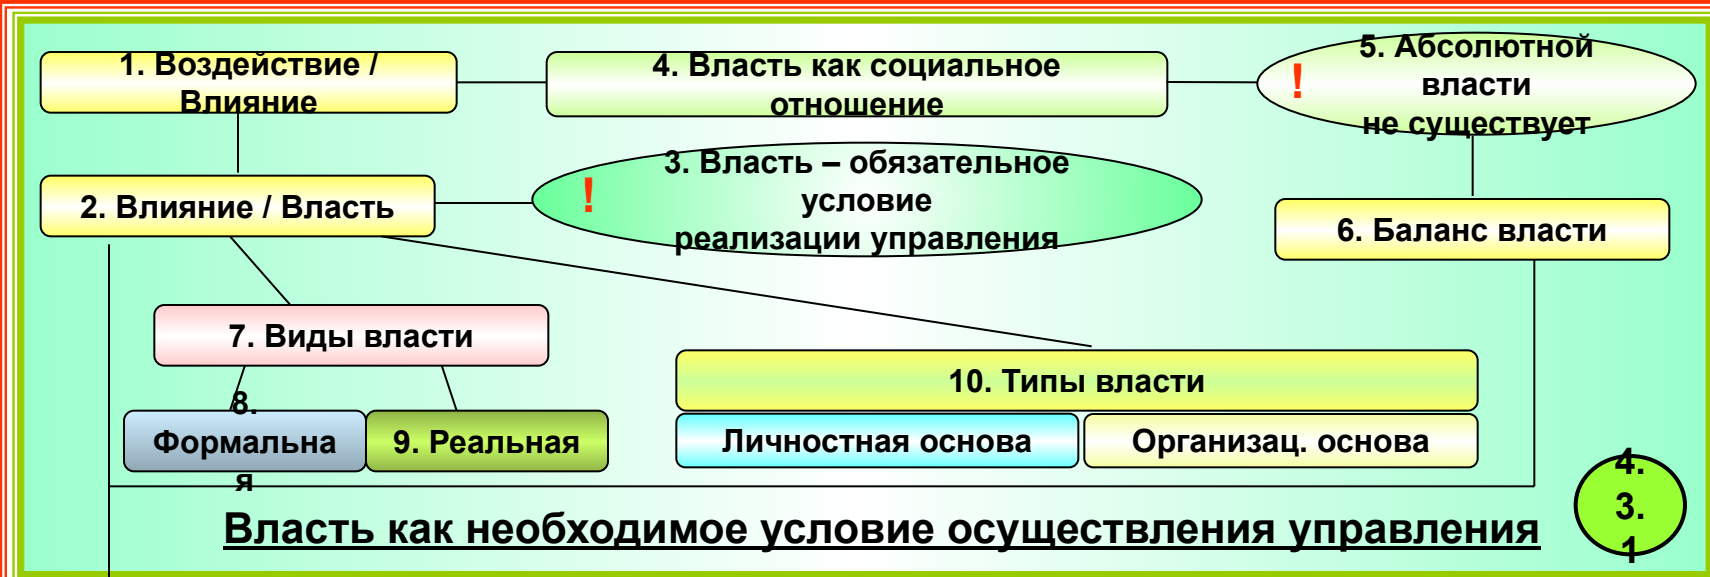 1. Воздействие /
Влияние
4. Власть как социальное
отношение
!
5. Абсолютной
власти
не существует
2. Влияние / Власть
!
3. Власть – обязательное
условие
реализации управления
6. Баланс власти
7. Виды власти
8.
Формальна
я
9. Реальная
10. Типы власти
Личностная основа
Организац. основа
Власть как необходимое условие осуществления управления
4.
3.
1